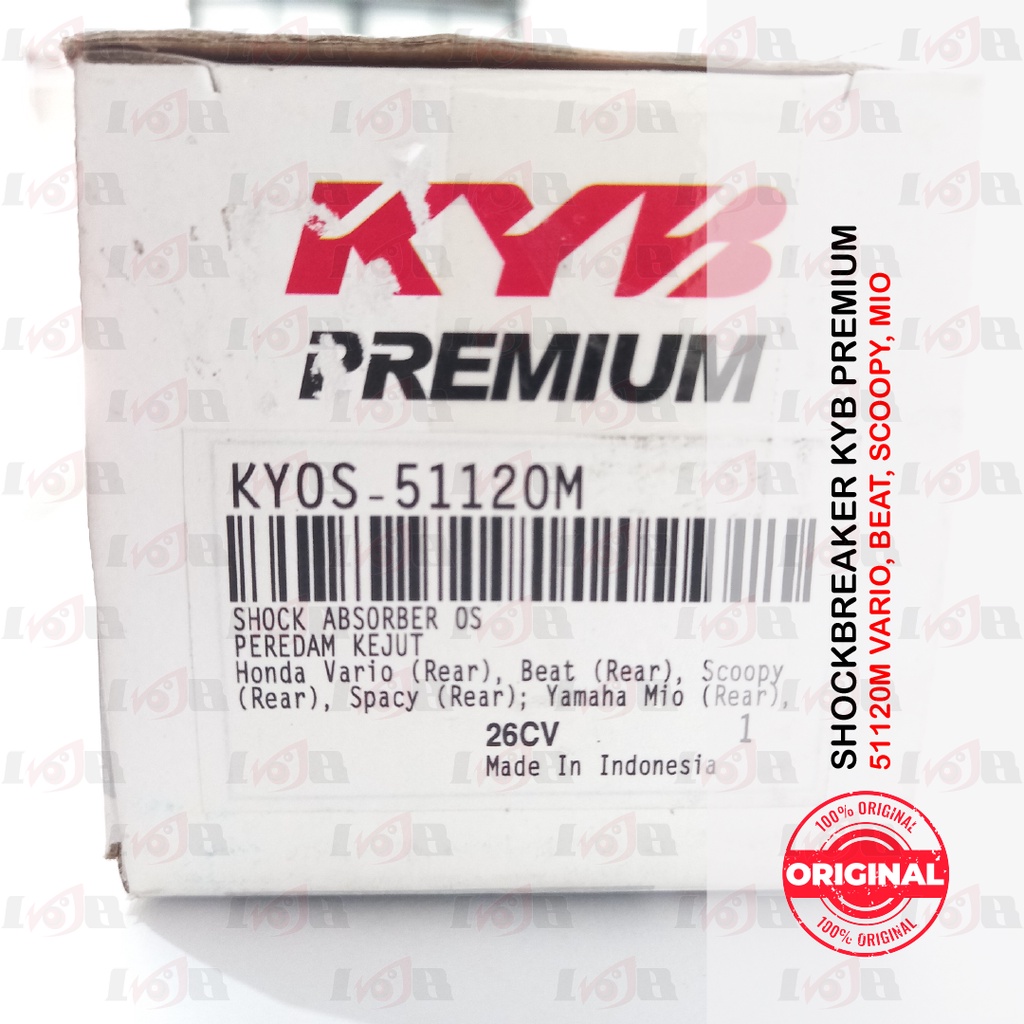 KYB
PREMIUM
KYOS-51120M
SHOCK ABSORBER OS
PEREDAM KEJUT
Honda Vario (Rear), Beat (Rear), Scoopy
(Rear), Spacy (Rear); Yamaha Mio (Rear),
26CV 1
Made In Indonesia
SHOCKBREAKER KYB PREMIUM
51120M VARIO, BEAT, SCOOPY, MIO
100% ORIGINAL
ORIGINAL
100% ORIGINAL